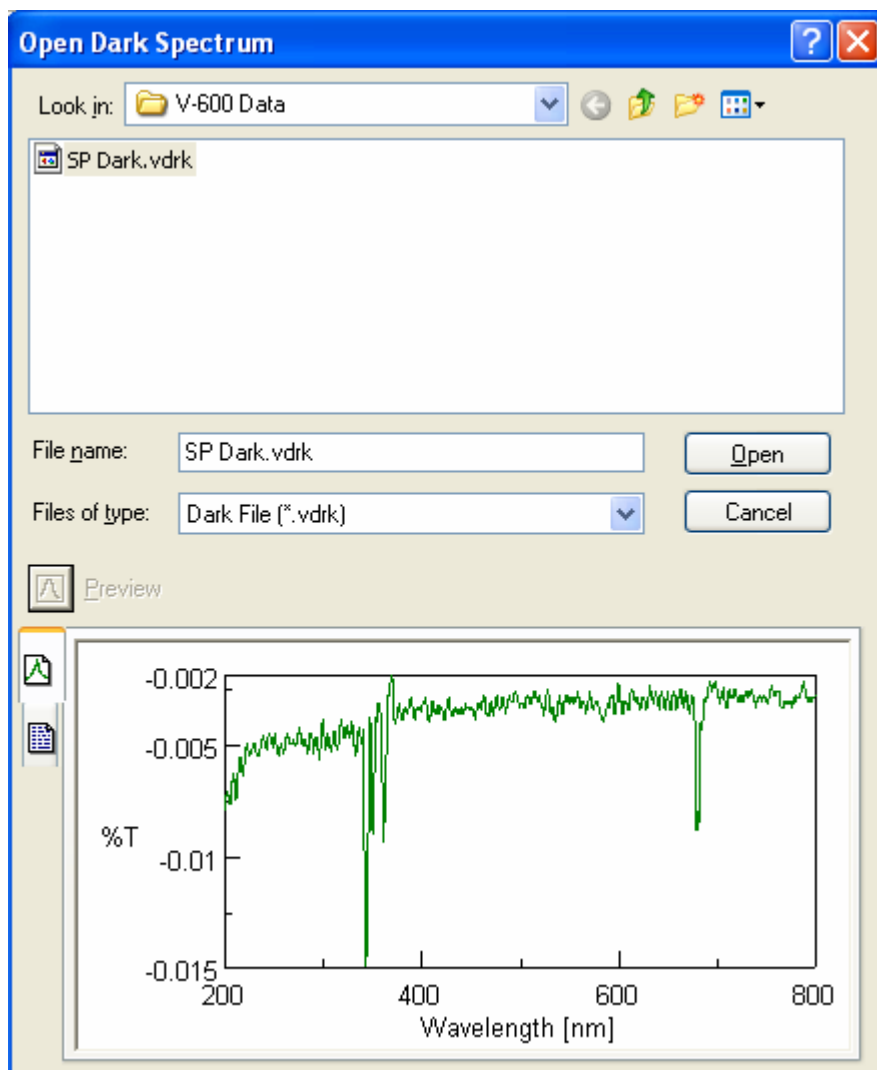 Open Dark Spectrum
Look in: V-600 Data
SP Dark.vdrk
File name: SP Dark.vdrk Open
Files of type: Dark File (*.vdrk) Cancel
Preview
-0.002
-0.005
%T
-0.01
-0.015
200 400 600 800
Wavelength [nm]